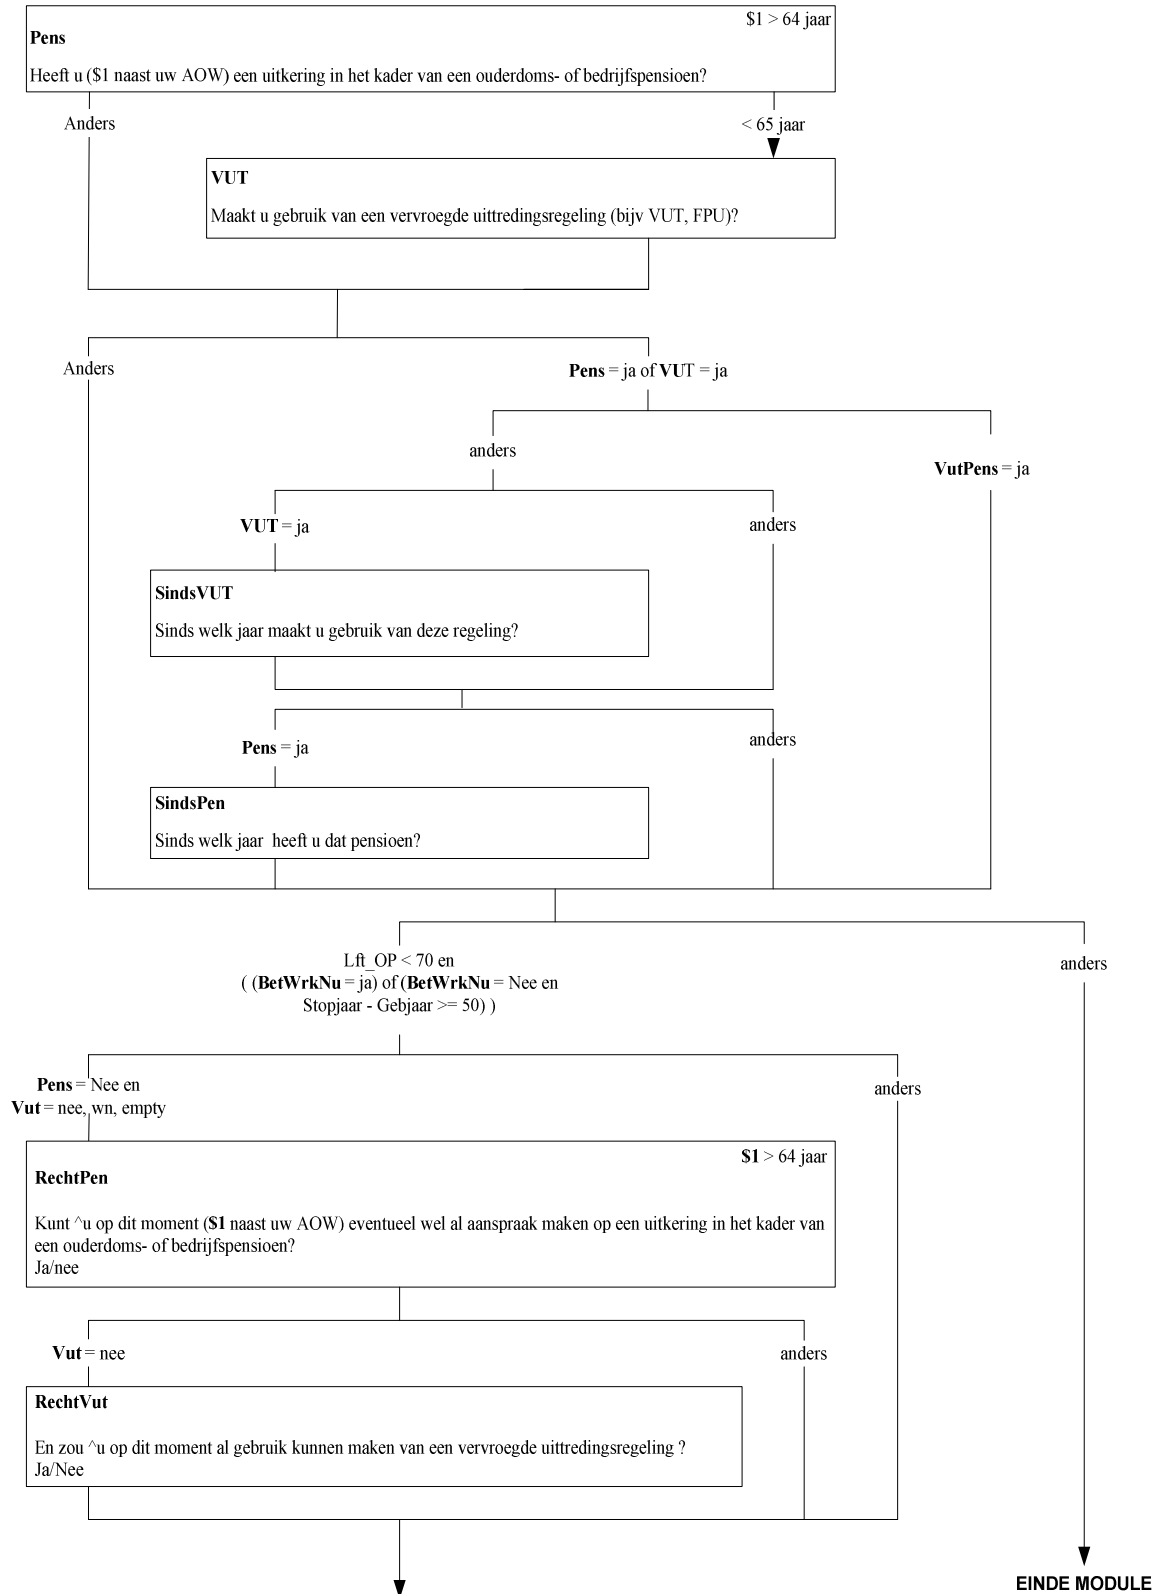 $1 > 64 jaar
Pens
Heeft u ($1 naast uw AOW) een uitkering in het kader van een ouderdoms- of bedrijfspensioen?
Anders
< 65 jaar
VUT
Maakt u gebruik van een vervroegde uittredingsregeling (bijv VUT, FPU)?
Anders
Pens = ja of VUT = ja
anders
VutPens = ja
VUT = ja
anders
SindsVUT
Sinds welk jaar maakt u gebruik van deze regeling?
Pens = ja
anders
SindsPen
Sinds welk jaar heeft u dat pensioen?
Lft_OP < 70 en
( (BetWrkNu = ja) of (BetWrkNu = Nee en
Stopjaar - Gebjaar >= 50) )
anders
Pens = Nee en
Vut = nee, wn, empty
anders
$1 > 64 jaar
RechtPen
Kunt ^u op dit moment ($1 naast uw AOW) eventueel wel al aanspraak maken op een uitkering in het kader van
een ouderdoms- of bedrijfspensioen?
Ja/nee
Vut = nee
anders
RechtVut
En zou ^u op dit moment al gebruik kunnen maken van een vervroegde uittredingsregeling ?
Ja/Nee
EINDE MODULE